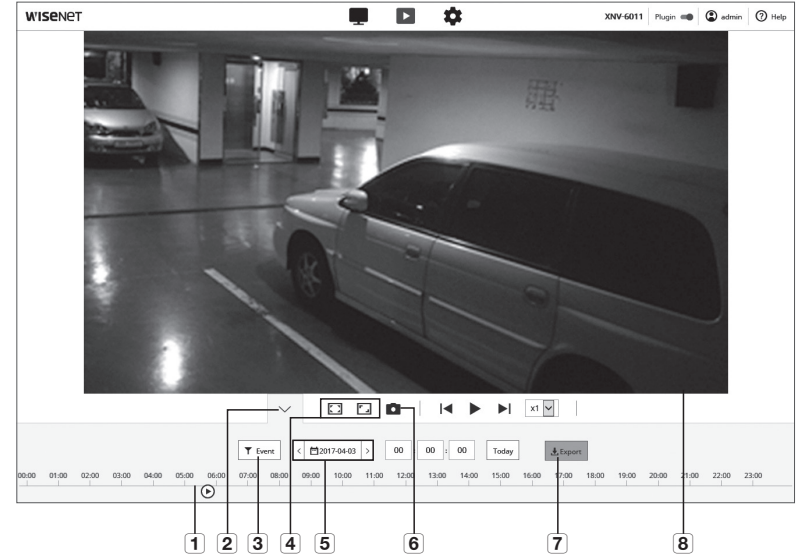 WISENET XNV-6011 Plugin admin ? Help
x1
Event < 2017-04-03 > 00 : 00 : 00 Today Export
00:00 01:00 02:00 03:00 04:00 05:00 06:00 07:00 08:00 09:00 10:00 11:00 12:00 13:00 14:00 15:00 16:00 17:00 18:00 19:00 20:00 21:00 22:00 23:00
1 2 3 4 5 6 7 8